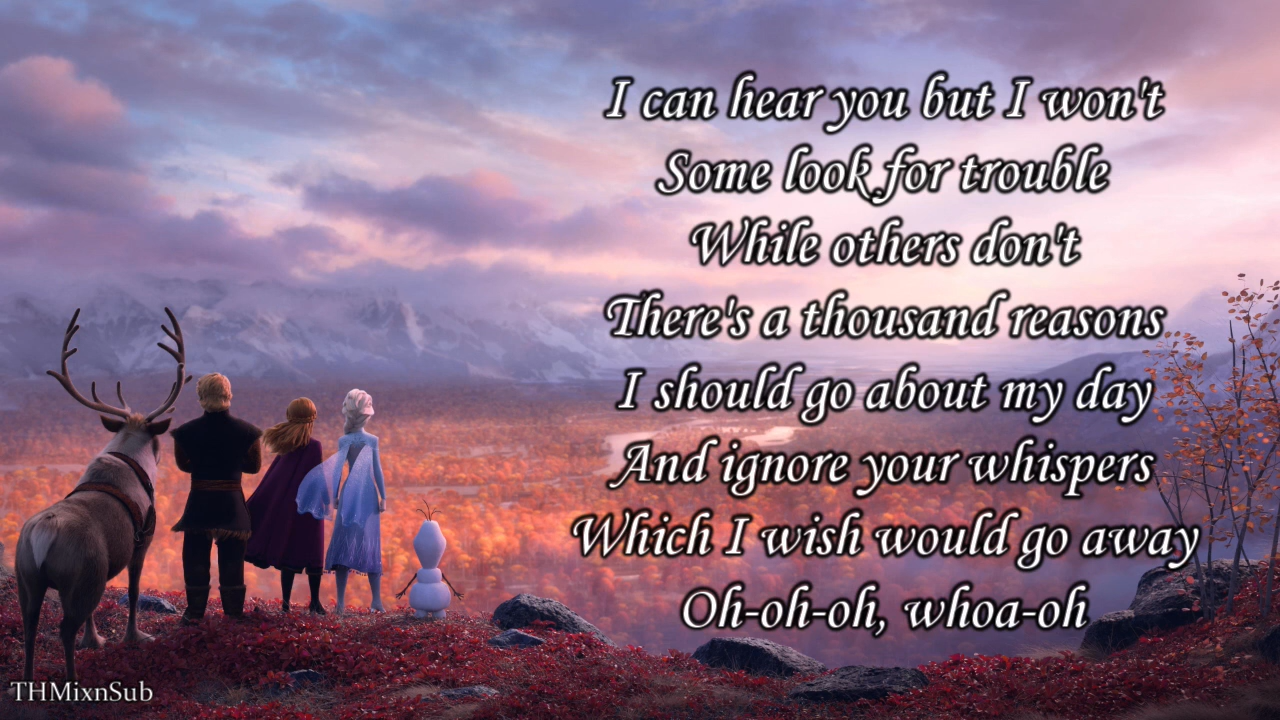 I can hear you but I won't
Some look for trouble
While others don't
There's a thousand reasons
I should go about my day
And ignore your whispers
Which I wish would go away
Oh-oh-oh, whoa-oh
THMixnSub